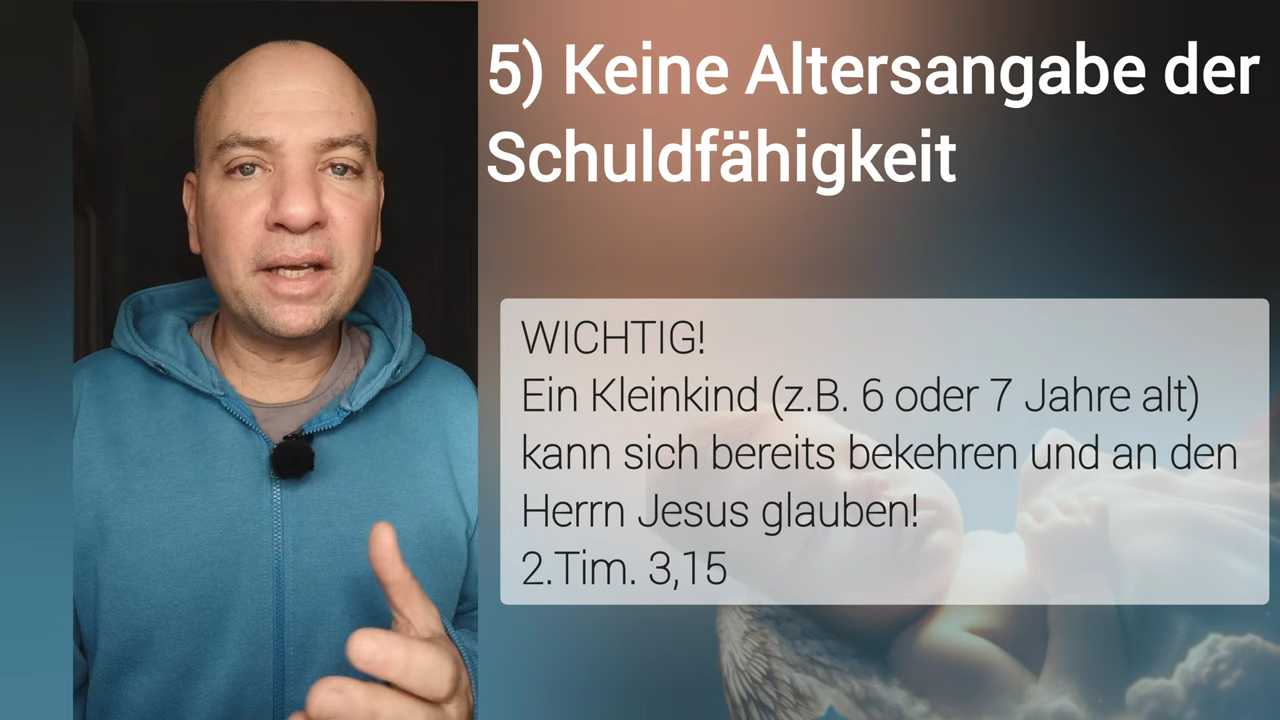 5) Keine Altersangabe der
Schuldfähigkeit
WICHTIG!
Ein Kleinkind (z.B. 6 oder 7 Jahre alt)
kann sich bereits bekehren und an den
Herrn Jesus glauben!
2.Tim. 3,15